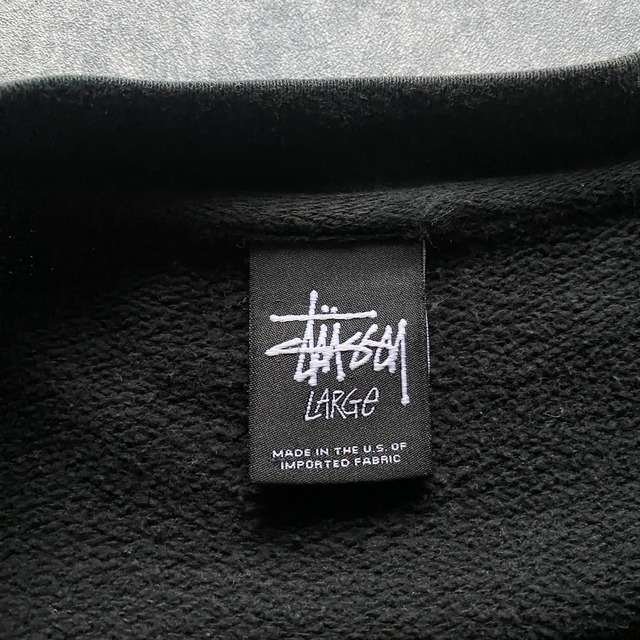 Stüssy
LARGe
MADE IN THE U.S. OF
IMPORTED FABRIC